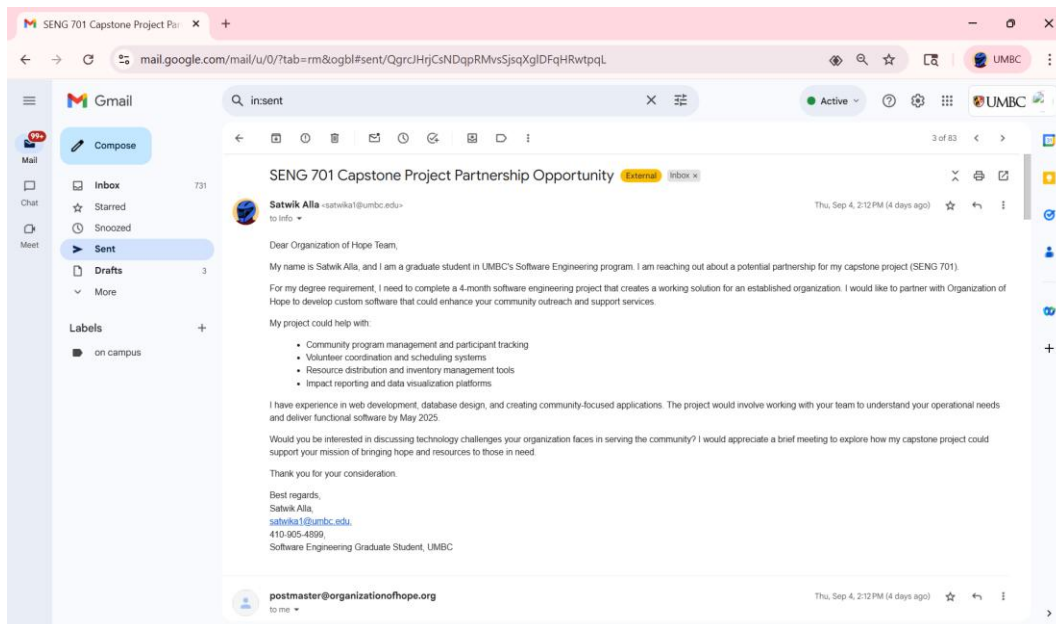 SENG 701 Capstone Project Par
mail.google.com/mail/u/0/?tab=rm&ogbl#sent/QgrcJHrjCsNDqpRMvsSjsqXglDFqHRwtpqL
UMBC
Gmail
in:sent
Active
UMBC
99+
Mail
Chat
Meet
Compose
Inbox 731
Starred
Snoozed
Sent
Drafts 3
More
Labels
on campus
3 of 83
SENG 701 Capstone Project Partnership Opportunity External Inbox x
Satwik Alla <satwika1@umbc.edu> Thu, Sep 4, 2:12 PM (4 days ago)
to Info
Dear Organization of Hope Team,
My name is Satwik Alla, and I am a graduate student in UMBC's Software Engineering program. I am reaching out about a potential partnership for my capstone project (SENG 701).
For my degree requirement, I need to complete a 4-month software engineering project that creates a working solution for an established organization. I would like to partner with Organization of
Hope to develop custom software that could enhance your community outreach and support services.
My project could help with:
• Community program management and participant tracking
• Volunteer coordination and scheduling systems
• Resource distribution and inventory management tools
• Impact reporting and data visualization platforms
I have experience in web development, database design, and creating community-focused applications. The project would involve working with your team to understand your operational needs
and deliver functional software by May 2025.
Would you be interested in discussing technology challenges your organization faces in serving the community? I would appreciate a brief meeting to explore how my capstone project could
support your mission of bringing hope and resources to those in need.
Thank you for your consideration.
Best regards,
Satwik Alla,
satwika1@umbc.edu,
410-905-4899,
Software Engineering Graduate Student, UMBC
postmaster@organizationofhope.org Thu, Sep 4, 2:12 PM (4 days ago)
to me